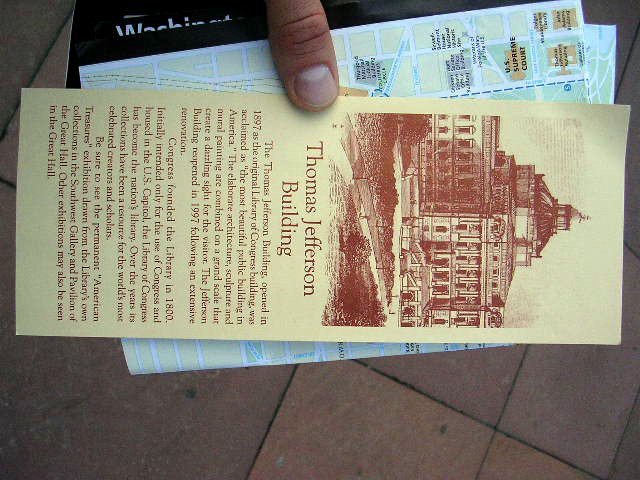 Thomas Jefferson
Building
The Thomas Jefferson Building, opened in
1897 as the original Library of Congress building, was
acclaimed as "the most beautiful public building in
America." The elaborate architecture, sculpture and
mural painting are combined on a grand scale that
create a dazzling sight for the visitor. The Jefferson
Building reopened in 1997 following an extensive
renovation.
Congress founded the Library in 1800.
Initially intended only for the use of Congress and
housed in the U.S. Capitol, the Library of Congress
has become the nation's library. Over the years its
collections have been a resource for the world's most
celebrated creators and scholars.
Be sure to see the permanent "American
Treasures" exhibition drawn from the Library's own
collections in the Southwest Gallery and Pavilion of
the Great Hall. Other exhibitions may also be seen
in the Great Hall.
Washington
U.S.
SUPREME
COURT